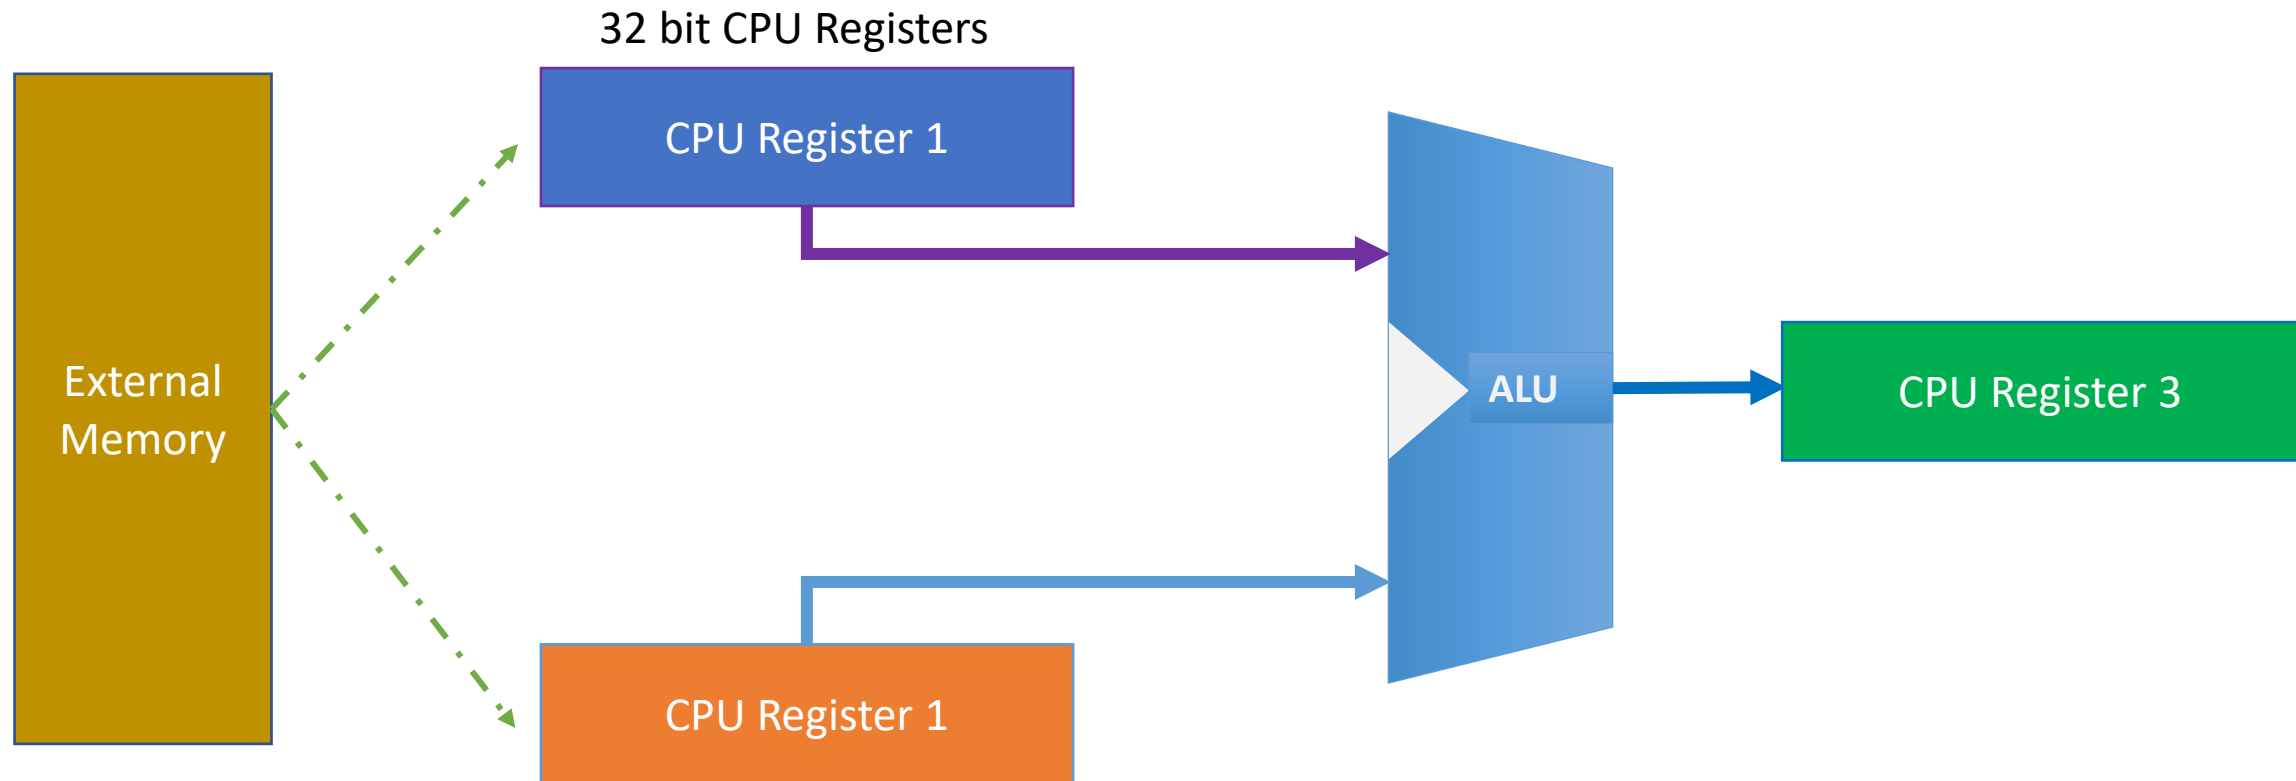 32 bit CPU Registers
CPU Register 1
External
Memory
ALU
CPU Register 3
CPU Register 1